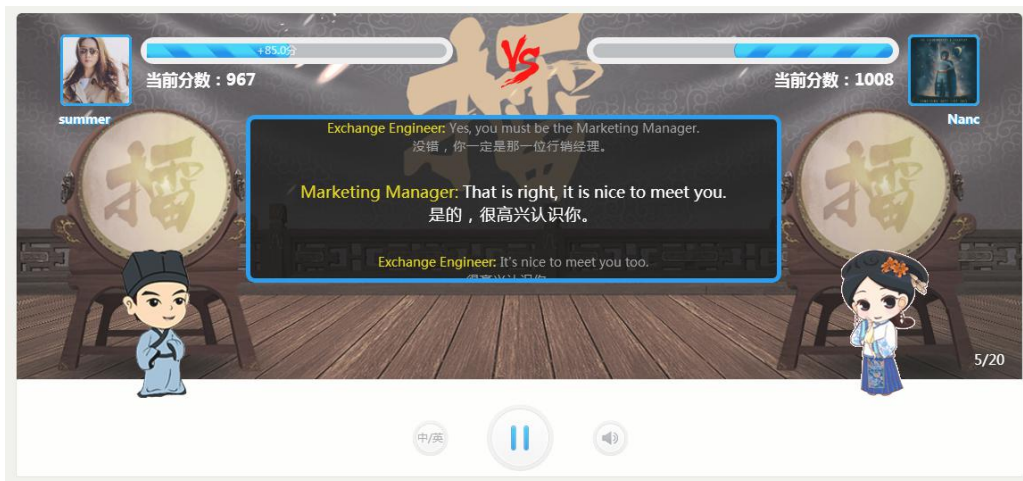 +85.0分
VS
当前分数：967
当前分数：1008
summer
Nanc
擂
擂
擂
Exchange Engineer: Yes, you must be the Marketing Manager.
没错，你一定是那一位行销经理。
Marketing Manager: That is right, it is nice to meet you.
是的，很高兴认识你。
Exchange Engineer: It's nice to meet you too.
5/20
中/英